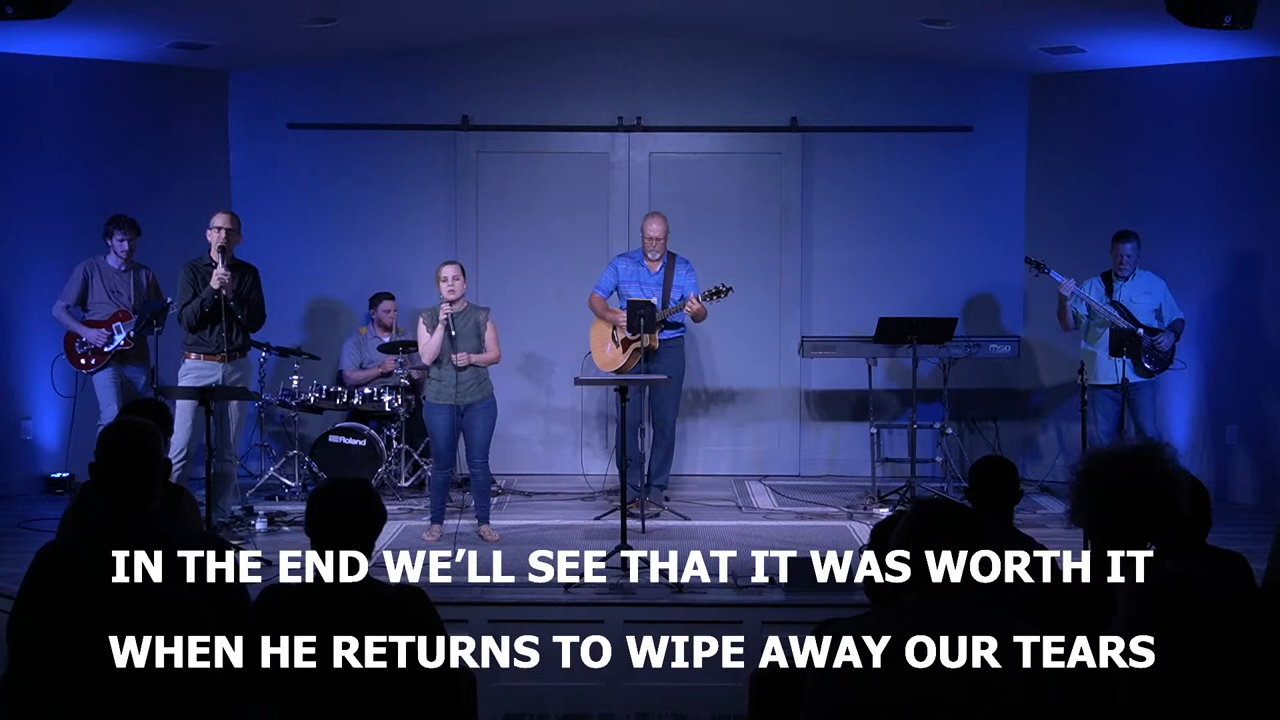 Roland
IN THE END WE'LL SEE THAT IT WAS WORTH IT
WHEN HE RETURNS TO WIPE AWAY OUR TEARS